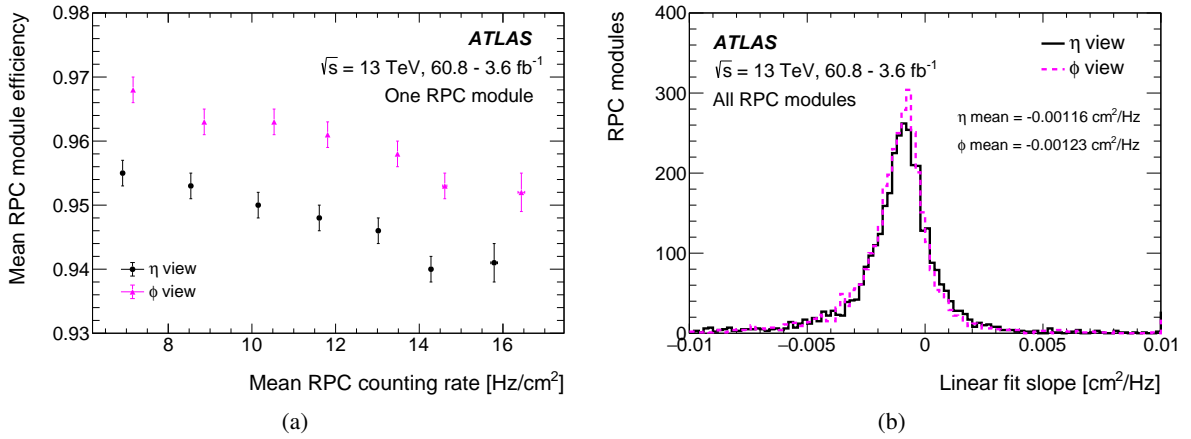 Mean RPC module efficiency
0.98
0.97
0.96
0.95
0.94
0.93
ATLAS
√s = 13 TeV, 60.8 - 3.6 fb⁻¹
One RPC module
η view
φ view
8 10 12 14 16
Mean RPC counting rate [Hz/cm²]
(a)
RPC modules
400
300
200
100
0
ATLAS
√s = 13 TeV, 60.8 - 3.6 fb⁻¹
All RPC modules
η view
φ view
η mean = -0.00116 cm²/Hz
φ mean = -0.00123 cm²/Hz
−0.01 −0.005 0 0.005 0.01
Linear fit slope [cm²/Hz]
(b)